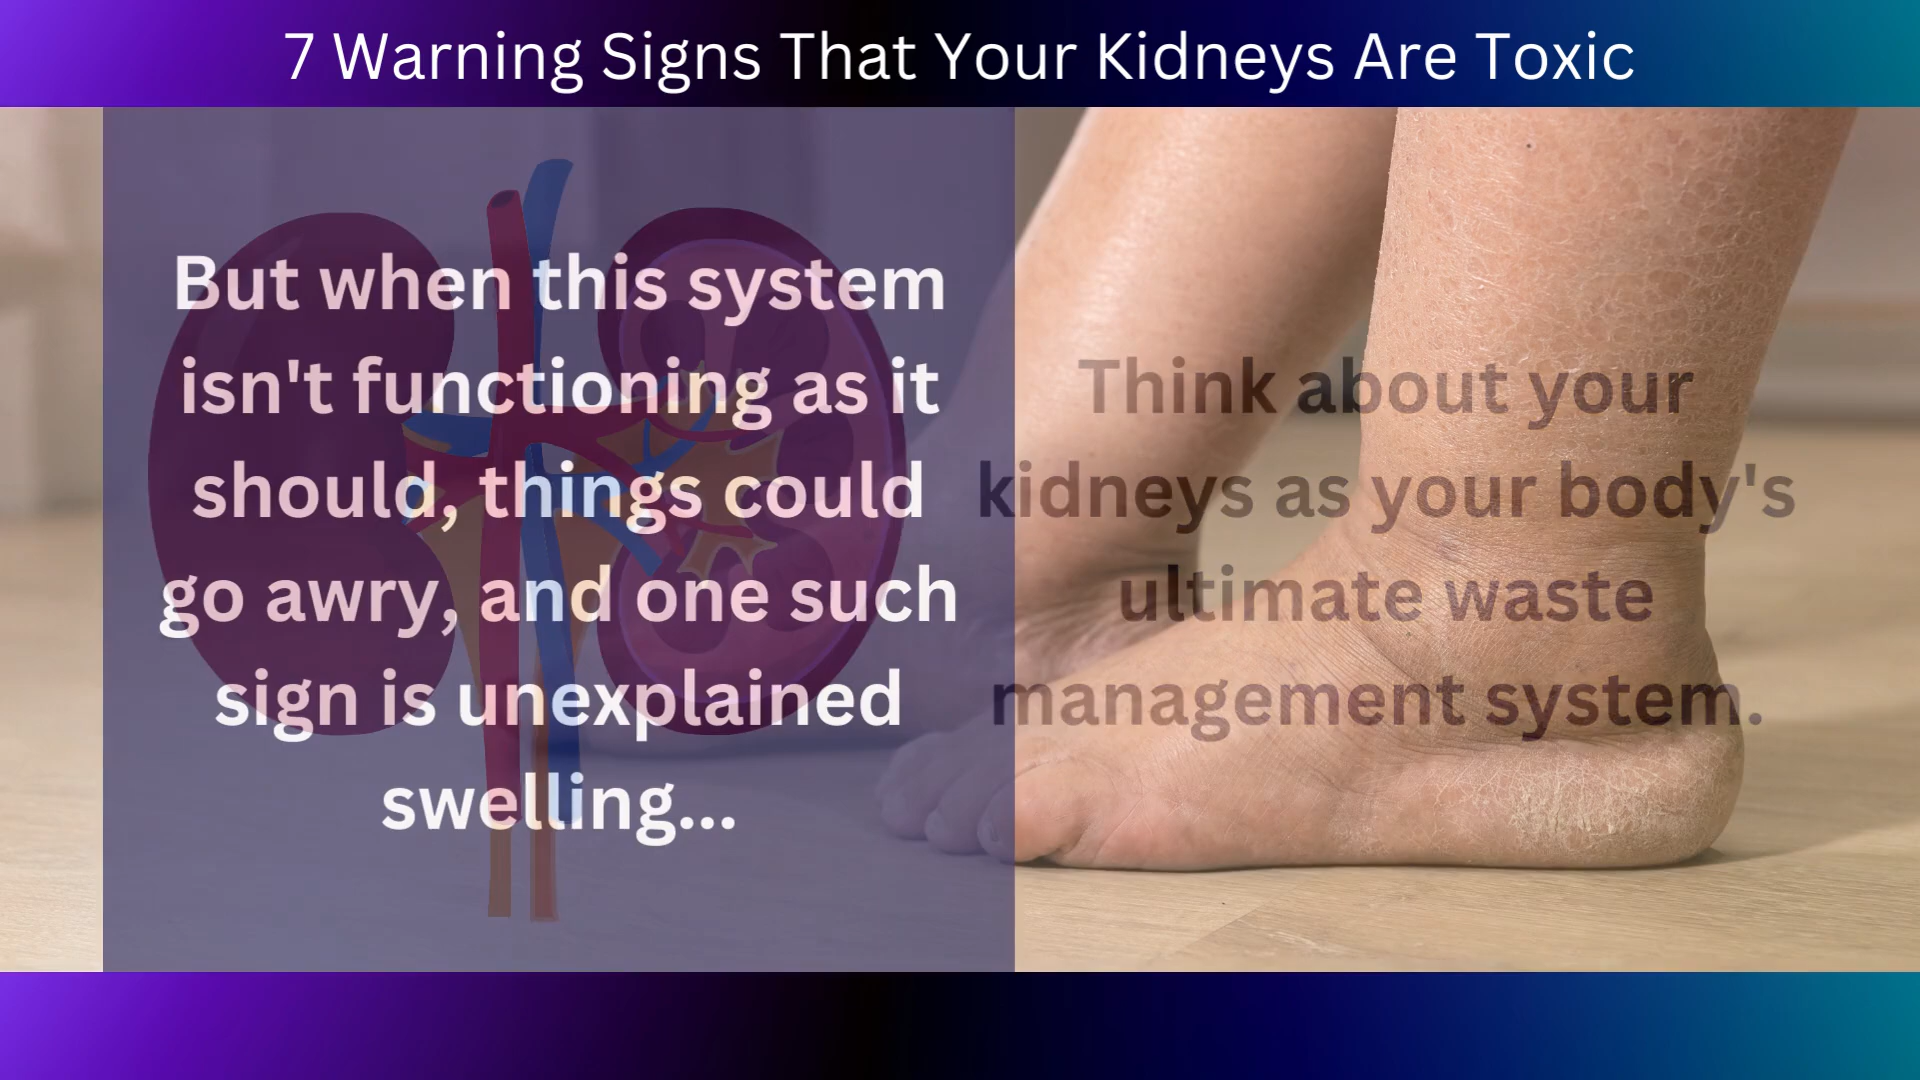 7 Warning Signs That Your Kidneys Are Toxic
But when this system
isn't functioning as it
should, things could
go awry, and one such
sign is unexplained
swelling...
Think about your
kidneys as your body's
ultimate waste
management system.